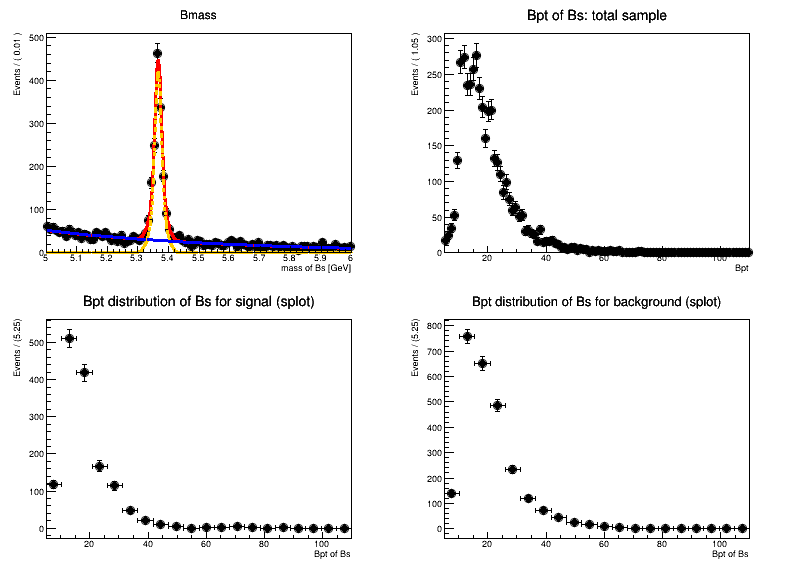 Bmass
Events / ( 0.01 )
500
400
300
200
100
0
5 5.1 5.2 5.3 5.4 5.5 5.6 5.7 5.8 5.9 6
mass of Bs [GeV]
Bpt of Bs: total sample
Events / ( 1.05 )
300
250
200
150
100
50
0
20 40 60 80 100
Bpt
Bpt distribution of Bs for signal (splot)
Events / (5.25)
500
400
300
200
100
0
20 40 60 80 100
Bpt of Bs
Bpt distribution of Bs for background (splot)
Events / (5.25)
800
700
600
500
400
300
200
100
0
20 40 60 80 100
Bpt of Bs